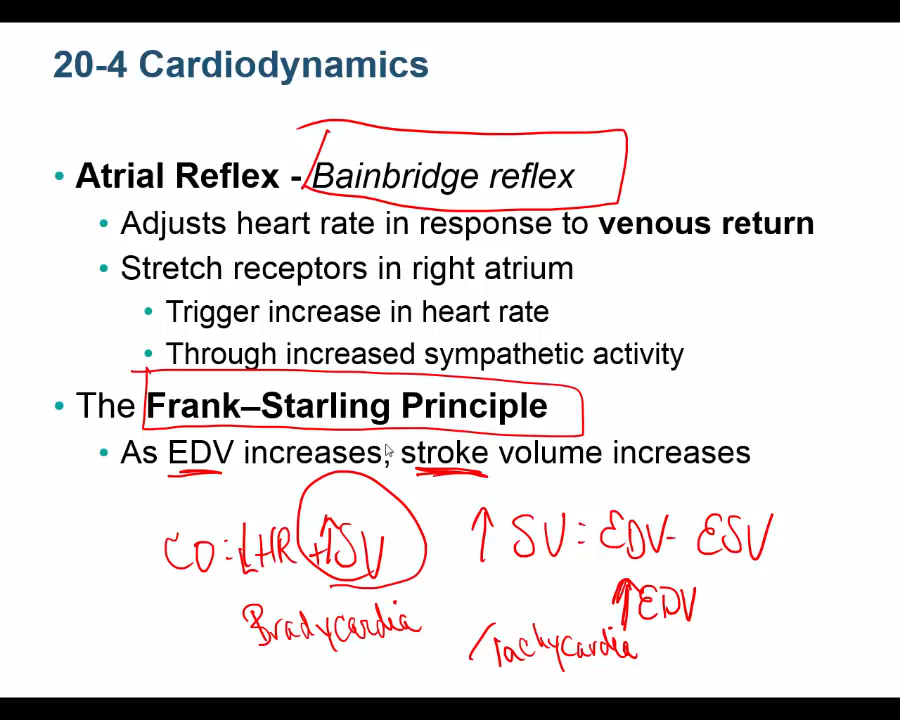 20-4 Cardiodynamics
• Atrial Reflex - Bainbridge reflex
• Adjusts heart rate in response to venous return
• Stretch receptors in right atrium
• Trigger increase in heart rate
• Through increased sympathetic activity
• The Frank–Starling Principle
• As EDV increases, stroke volume increases
CO = HR ↑SV
↑ SV = EDV - ESV
↑EDV
Bradycardia
Tachycardia